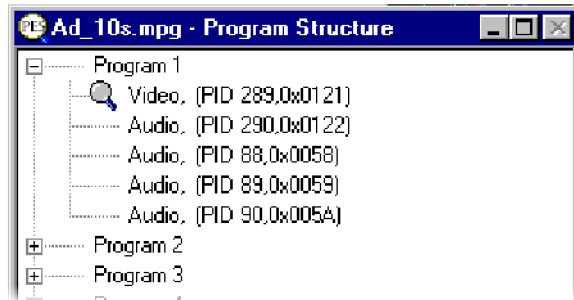 PES Ad_10s.mpg - Program Structure
Program 1
Video, (PID 289,0x0121)
Audio, (PID 290,0x0122)
Audio, (PID 88,0x0058)
Audio, (PID 89,0x0059)
Audio, (PID 90,0x005A)
Program 2
Program 3